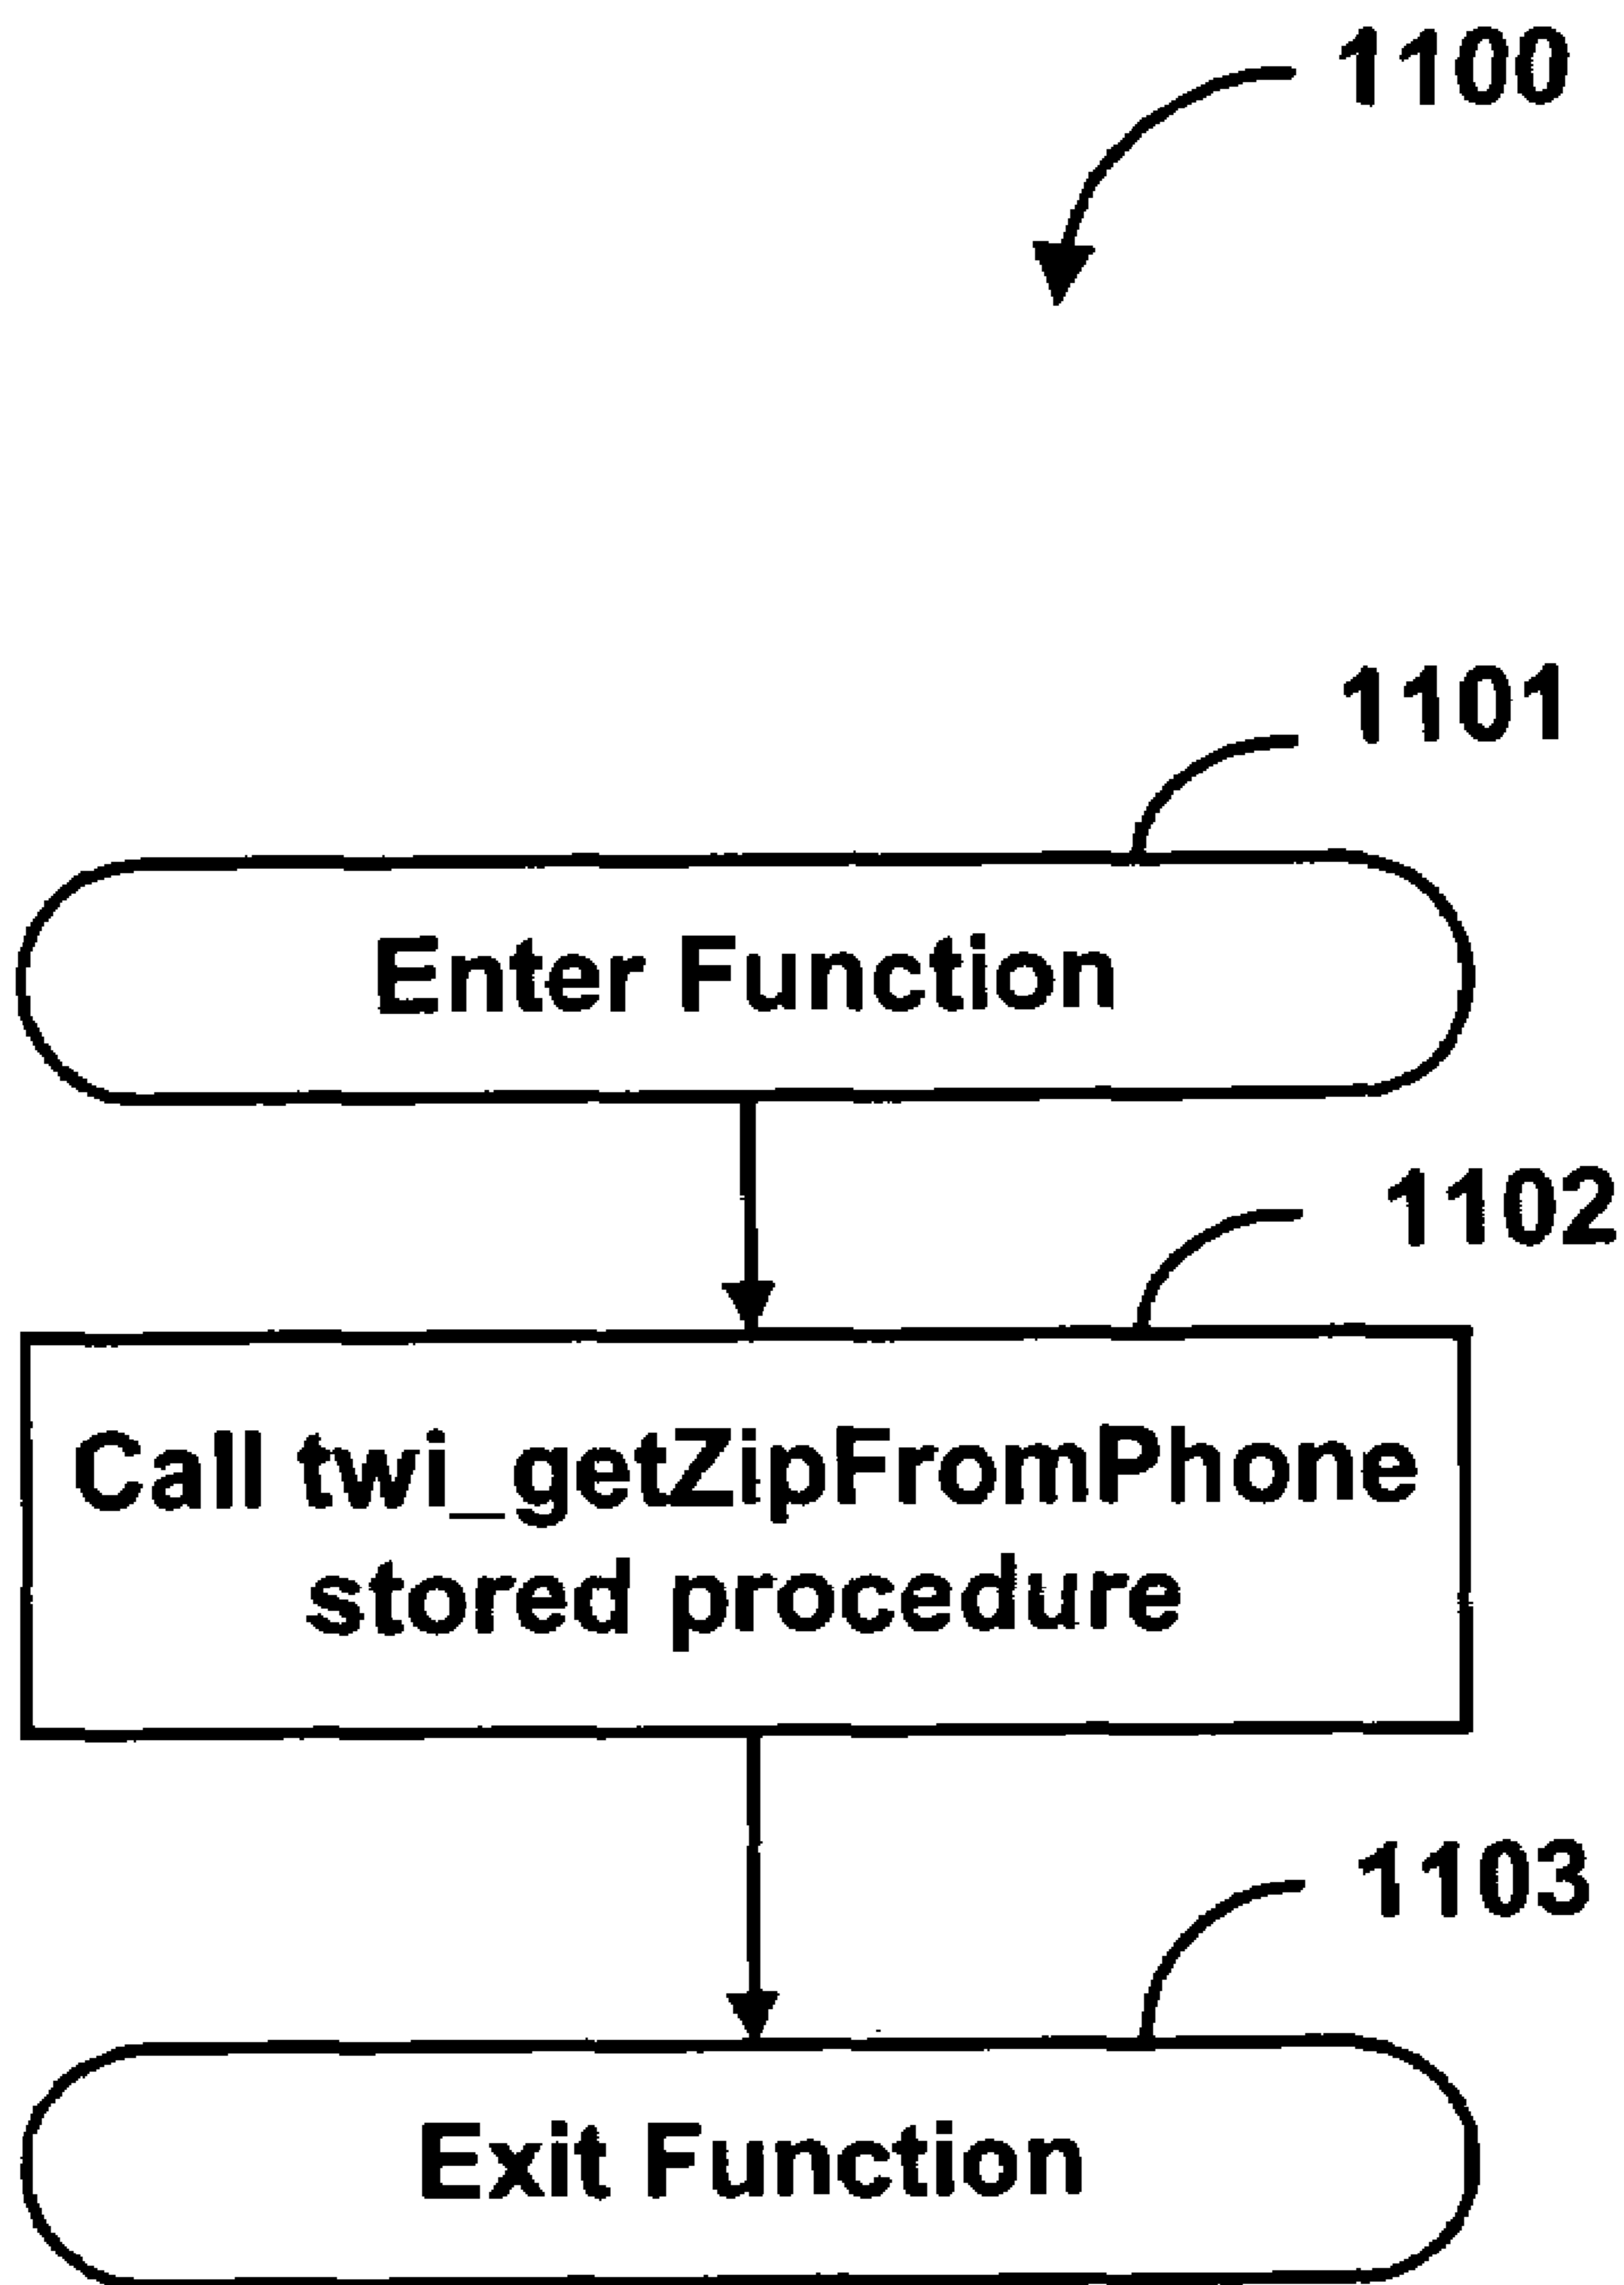 1100
1101
Enter Function
1102
Call twi_getZipFromPhone
stored procedure
1103
Exit Function